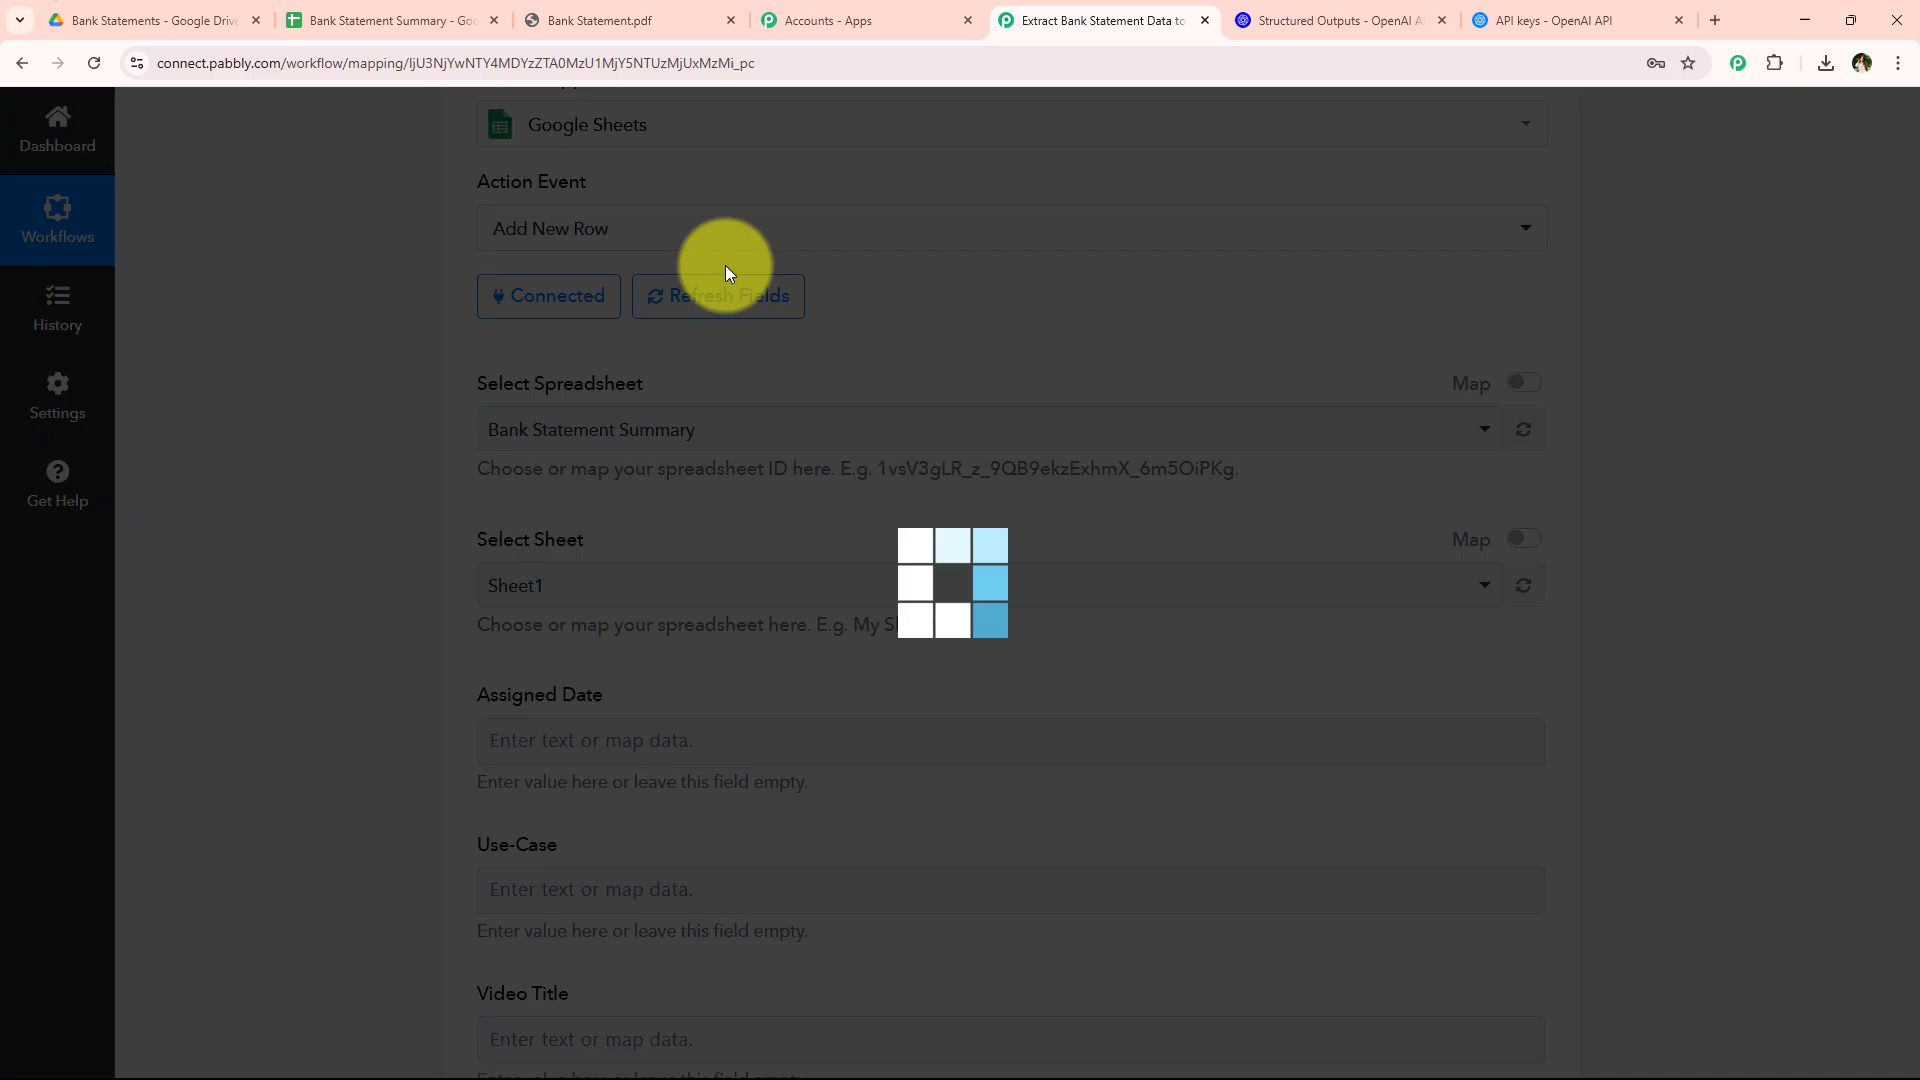 Bank Statements - Google Drive
Bank Statement Summary - Goo
Bank Statement.pdf
Accounts - Apps
Extract Bank Statement Data to
Structured Outputs - OpenAI A
API keys - OpenAI API
connect.pabbly.com/workflow/mapping/IjU3NjYwNTY4MDYzZTA0MzU1MjY5NTUzMjUxMzMi_pc
Dashboard
Workflows
History
Settings
Get Help
Google Sheets
Action Event
Add New Row
Connected
Refresh Fields
Select Spreadsheet
Map
Bank Statement Summary
Choose or map your spreadsheet ID here. E.g. 1vsV3gLR_z_9QB9ekzExhmX_6m5OiPKg.
Select Sheet
Map
Sheet1
Choose or map your spreadsheet here. E.g. My S
Assigned Date
Enter text or map data.
Enter value here or leave this field empty.
Use-Case
Enter text or map data.
Enter value here or leave this field empty.
Video Title
Enter text or map data.